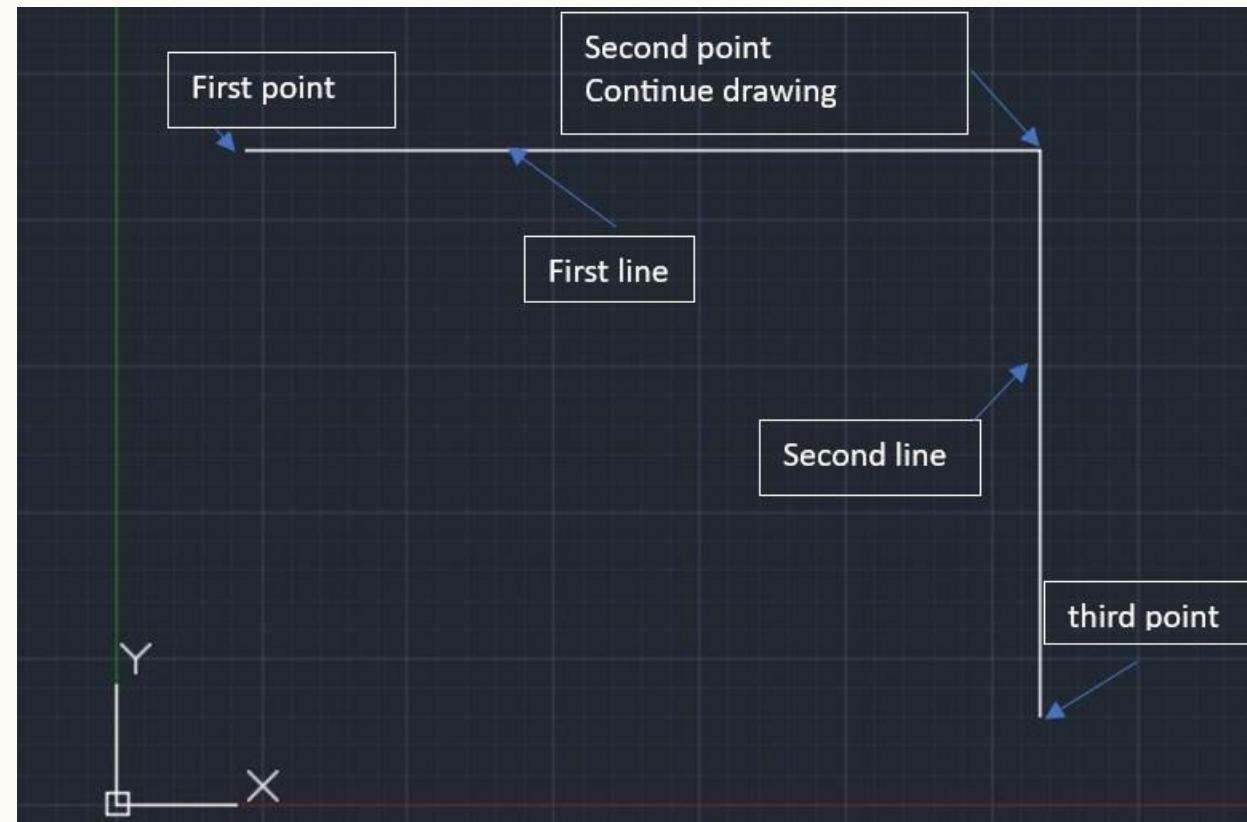 First point
Second point
Continue drawing
First line
Second line
third point
Y
X